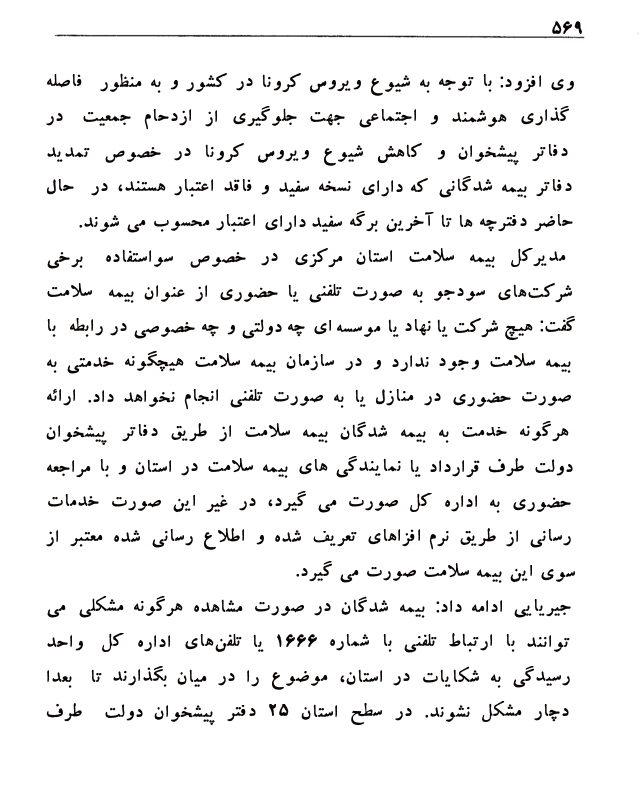 ۵۶۹
وی افزود: با توجه به شیوع ویروس کرونا در کشور و به منظور فاصله
گذاری هوشمند و اجتماعی جهت جلوگیری از ازدحام جمعیت در
دفاتر پیشخوان و کاهش شیوع ویروس کرونا در خصوص تمدید
دفاتر بیمه شدگانی که دارای نسخه سفید و فاقد اعتبار هستند، در حال
حاضر دفترچه ها تا آخرین برگه سفید دارای اعتبار محسوب می شوند.
مدیرکل بیمه سلامت استان مرکزی در خصوص سواستفاده برخی
شرکت‌های سودجو به صورت تلفنی یا حضوری از عنوان بیمه سلامت
گفت: هیچ شرکت یا نهاد یا موسسه ای چه دولتی و چه خصوصی در رابطه با
بیمه سلامت وجود ندارد و در سازمان بیمه سلامت هیچگونه خدمتی به
صورت حضوری در منازل یا به صورت تلفنی انجام نخواهد داد. ارائه
هرگونه خدمت به بیمه شدگان بیمه سلامت از طریق دفاتر پیشخوان
دولت طرف قرارداد یا نمایندگی های بیمه سلامت در استان و با مراجعه
حضوری به اداره کل صورت می گیرد، در غیر این صورت خدمات
رسانی از طریق نرم افزاهای تعریف شده و اطلاع رسانی شده معتبر از
سوی این بیمه سلامت صورت می گیرد.
جیریایی ادامه داد: بیمه شدگان در صورت مشاهده هرگونه مشکلی می
توانند با ارتباط تلفنی با شماره ۱۶۶۶ یا تلفن‌های اداره کل واحد
رسیدگی به شکایات در استان، موضوع را در میان بگذارند تا بعدا
دچار مشکل نشوند. در سطح استان ۲۵ دفتر پیشخوان دولت طرف